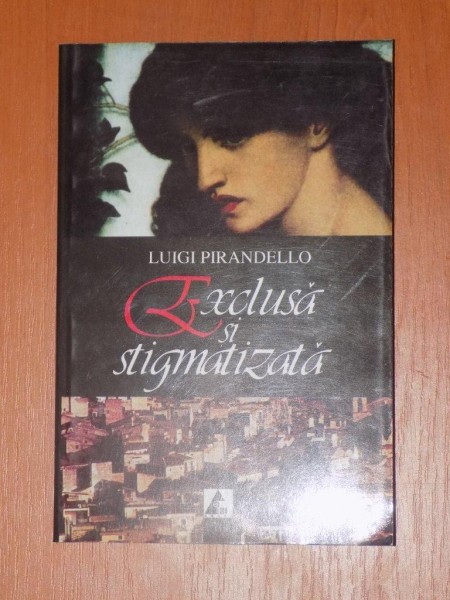 LUIGI PIRANDELLO
Exclusă
și
stigmatizată